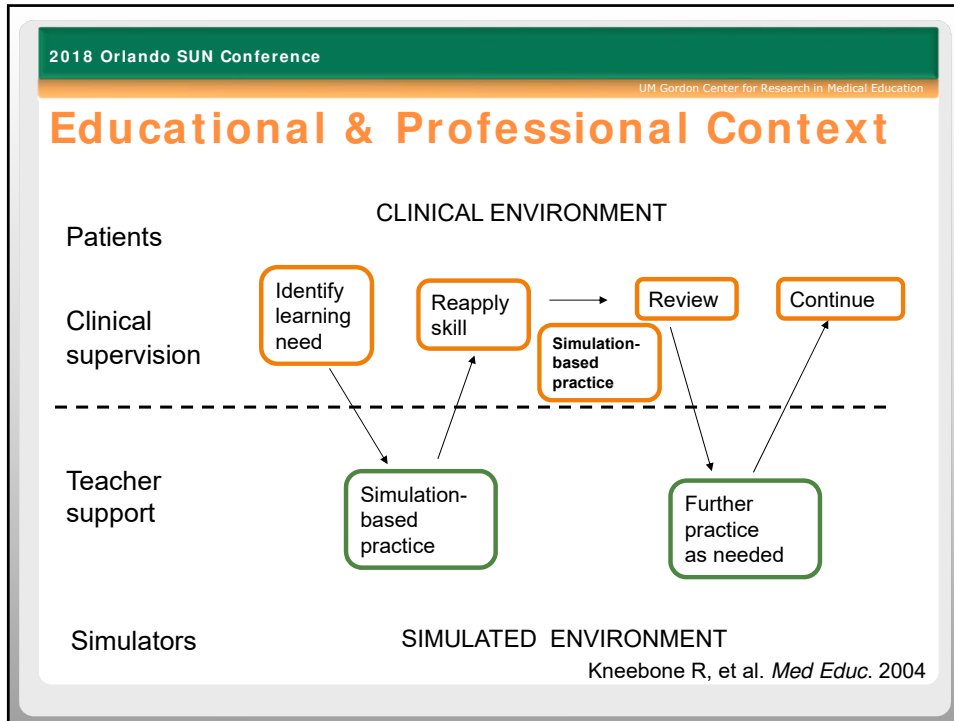 2018 Orlando SUN Conference
UM Gordon Center for Research in Medical Education
Educational & Professional Context
CLINICAL ENVIRONMENT
Patients
Identify
learning
need
Reapply
skill
Review
Continue
Clinical
supervision
Simulation-
based
practice
Teacher
support
Simulation-
based
practice
Further
practice
as needed
Simulators
SIMULATED ENVIRONMENT
Kneebone R, et al. Med Educ. 2004